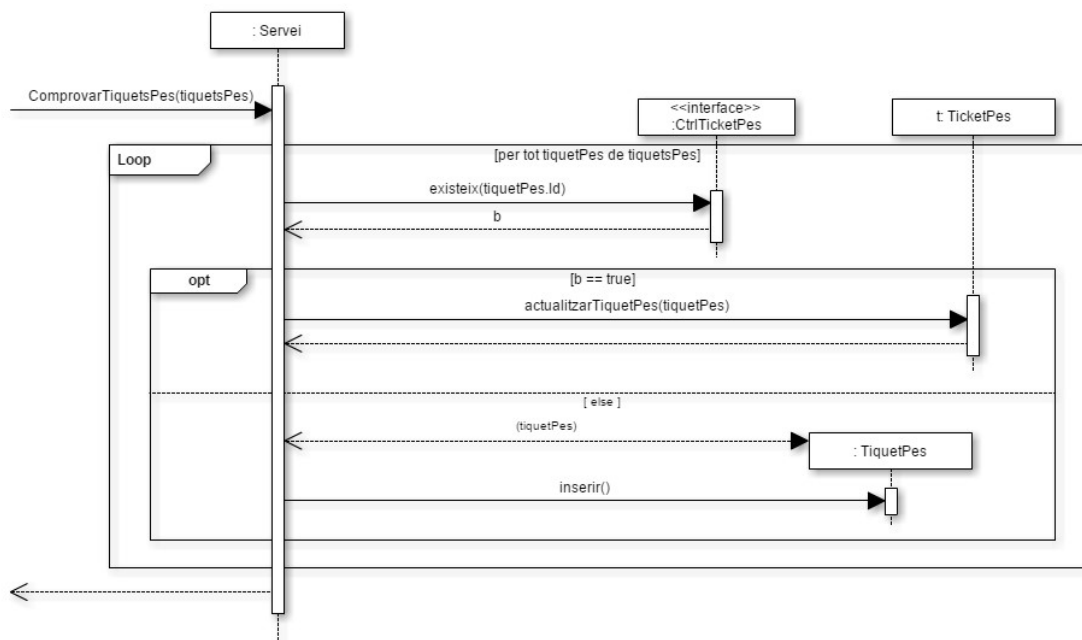 : Servei
ComprovarTiquetsPes(tiquetsPes)
<<interface>>
:CtrlTicketPes
t: TicketPes
Loop
[per tot tiquetPes de tiquetsPes]
existeix(tiquetPes.Id)
b
opt
[b == true]
actualitzarTiquetPes(tiquetPes)
[ else ]
(tiquetPes)
: TiquetPes
inserir()